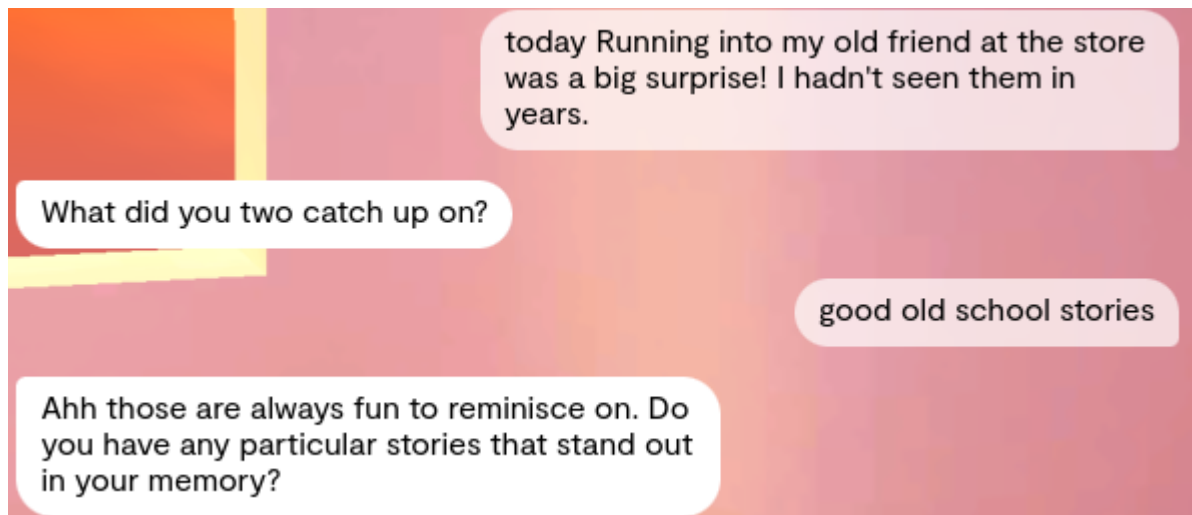 today Running into my old friend at the store
was a big surprise! I hadn't seen them in
years.
What did you two catch up on?
good old school stories
Ahh those are always fun to reminisce on. Do
you have any particular stories that stand out
in your memory?